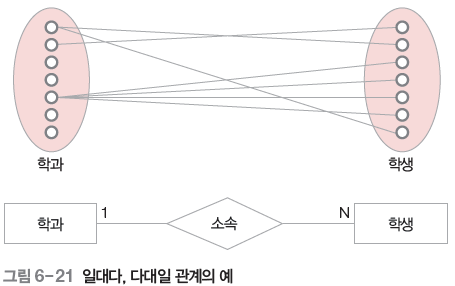 학과 학생
학과 1 소속 N 학생
그림 6-21 일대다, 다대일 관계의 예